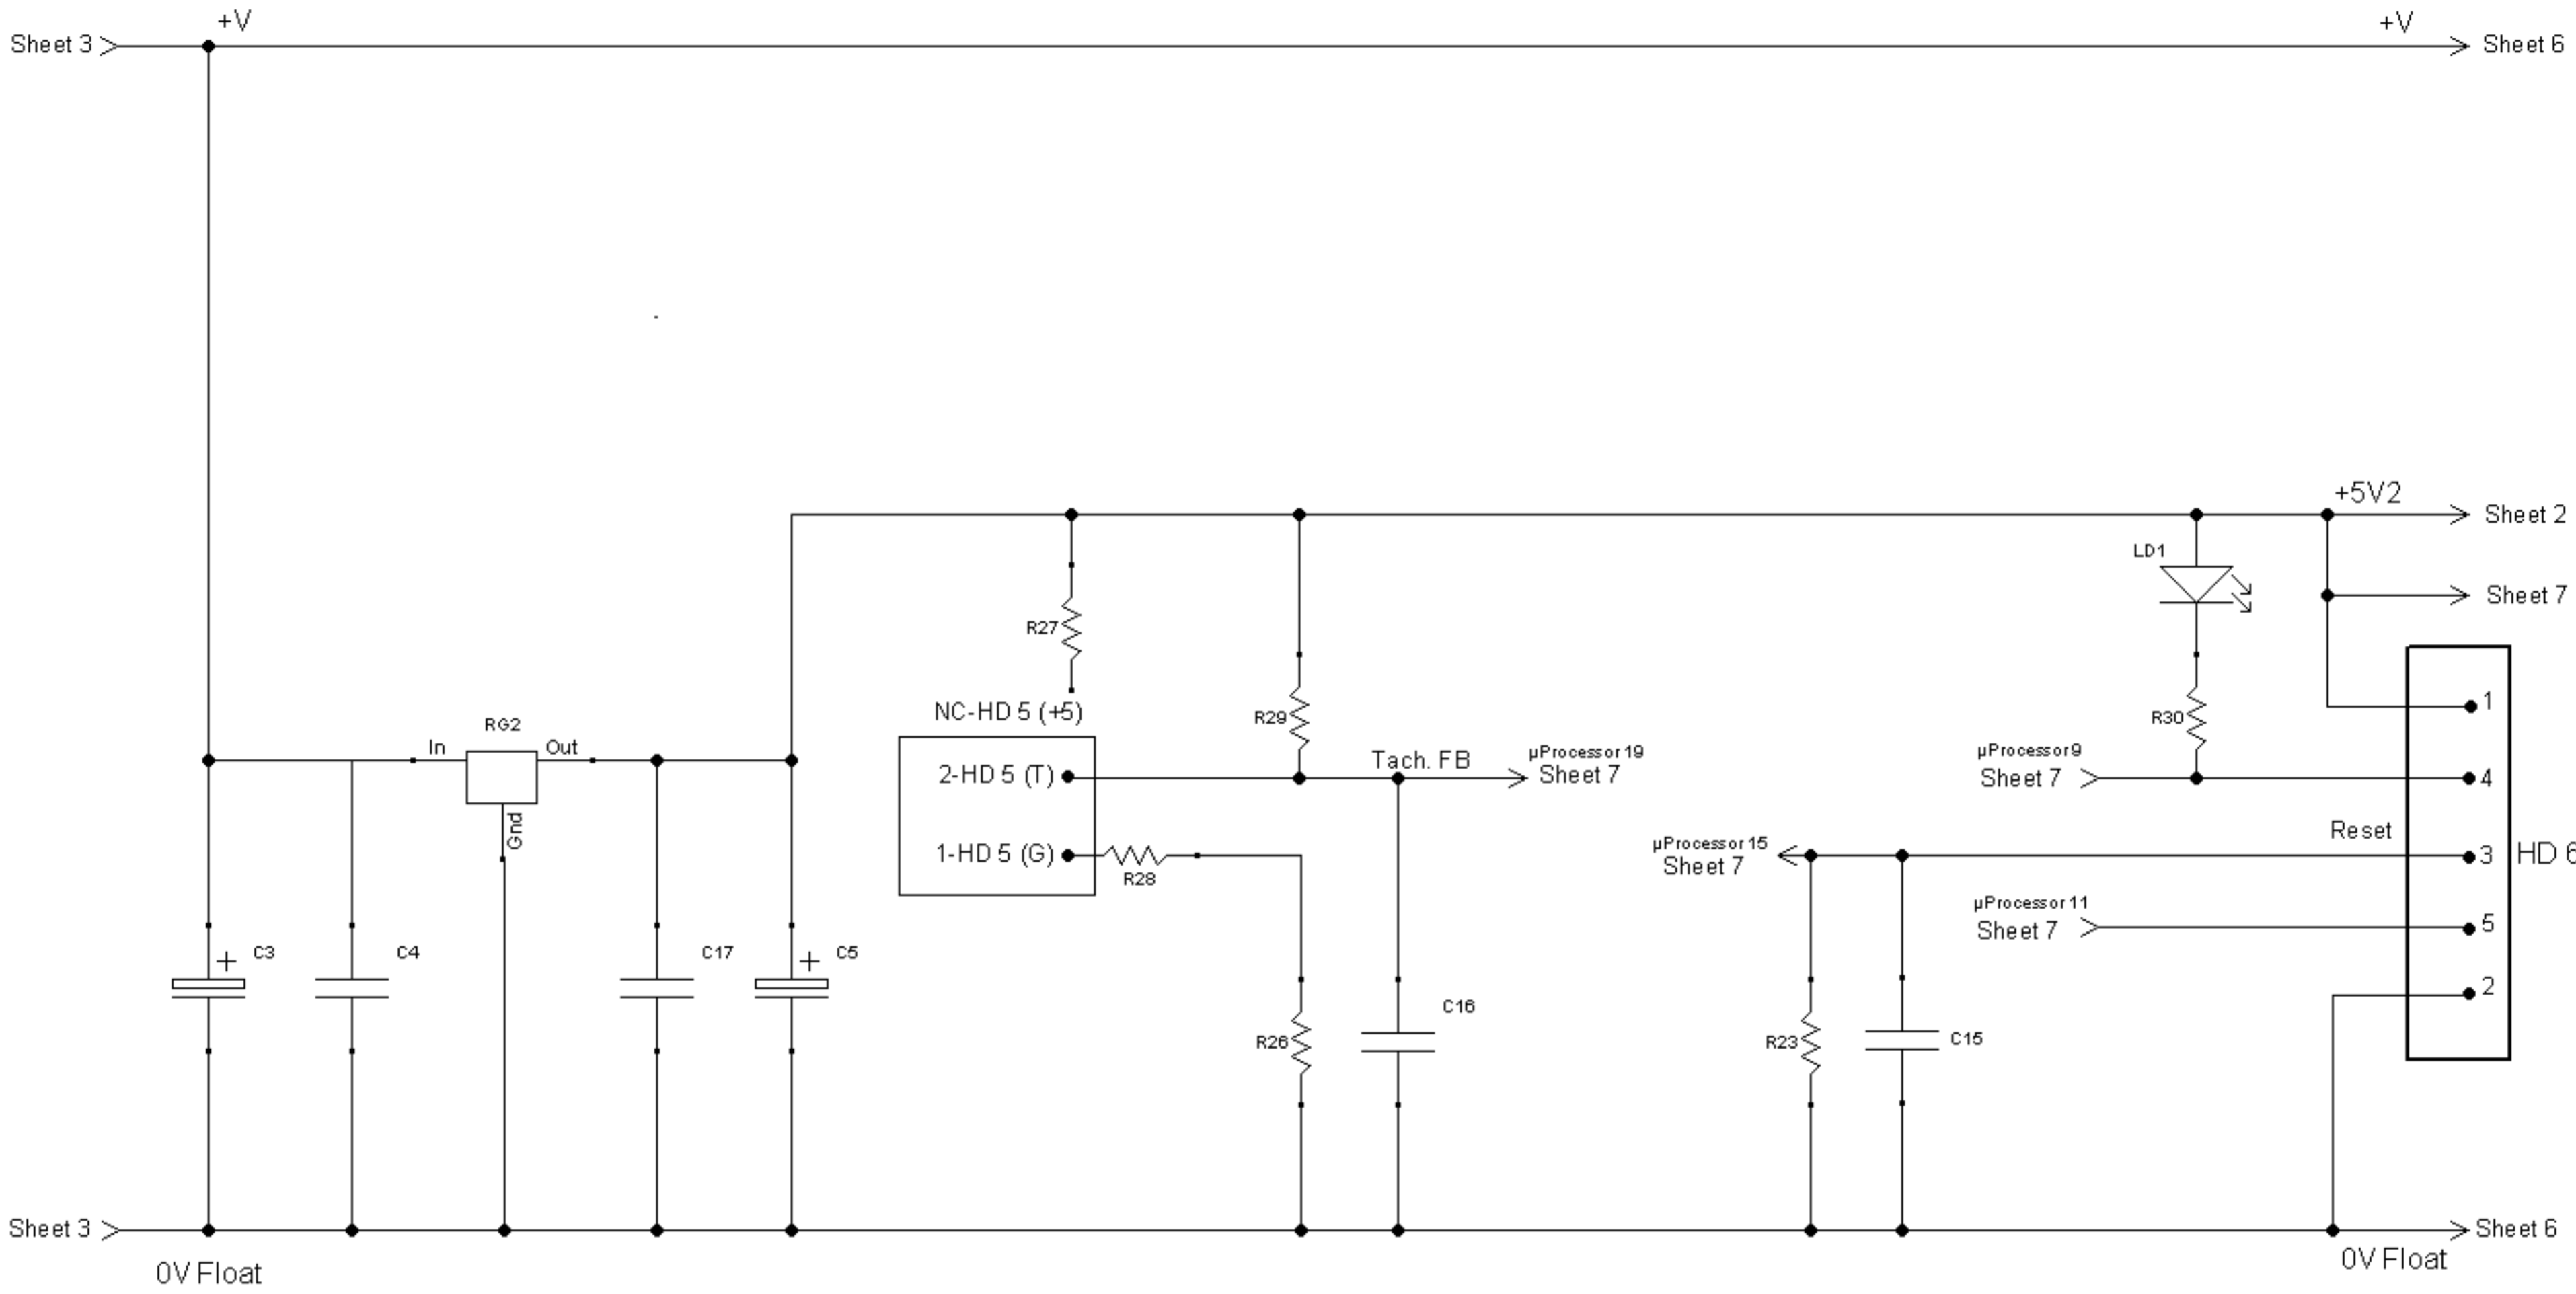 +V
+V
Sheet 3
Sheet 6
+5V2
Sheet 2
LD1
Sheet 7
R27
NC-HD 5 (+5)
1
RG2
R29
R30
In
Out
Tach. FB
µProcessor 19
Sheet 7
µProcessor 9
Sheet 7
2-HD 5 (T)
4
Gnd
Reset
1-HD 5 (G)
µProcessor 15
Sheet 7
3
HD 6
R28
µProcessor 11
Sheet 7
5
+
C3
C4
C17
+
C5
2
C16
R26
R23
C15
Sheet 3
Sheet 6
0V Float
0V Float